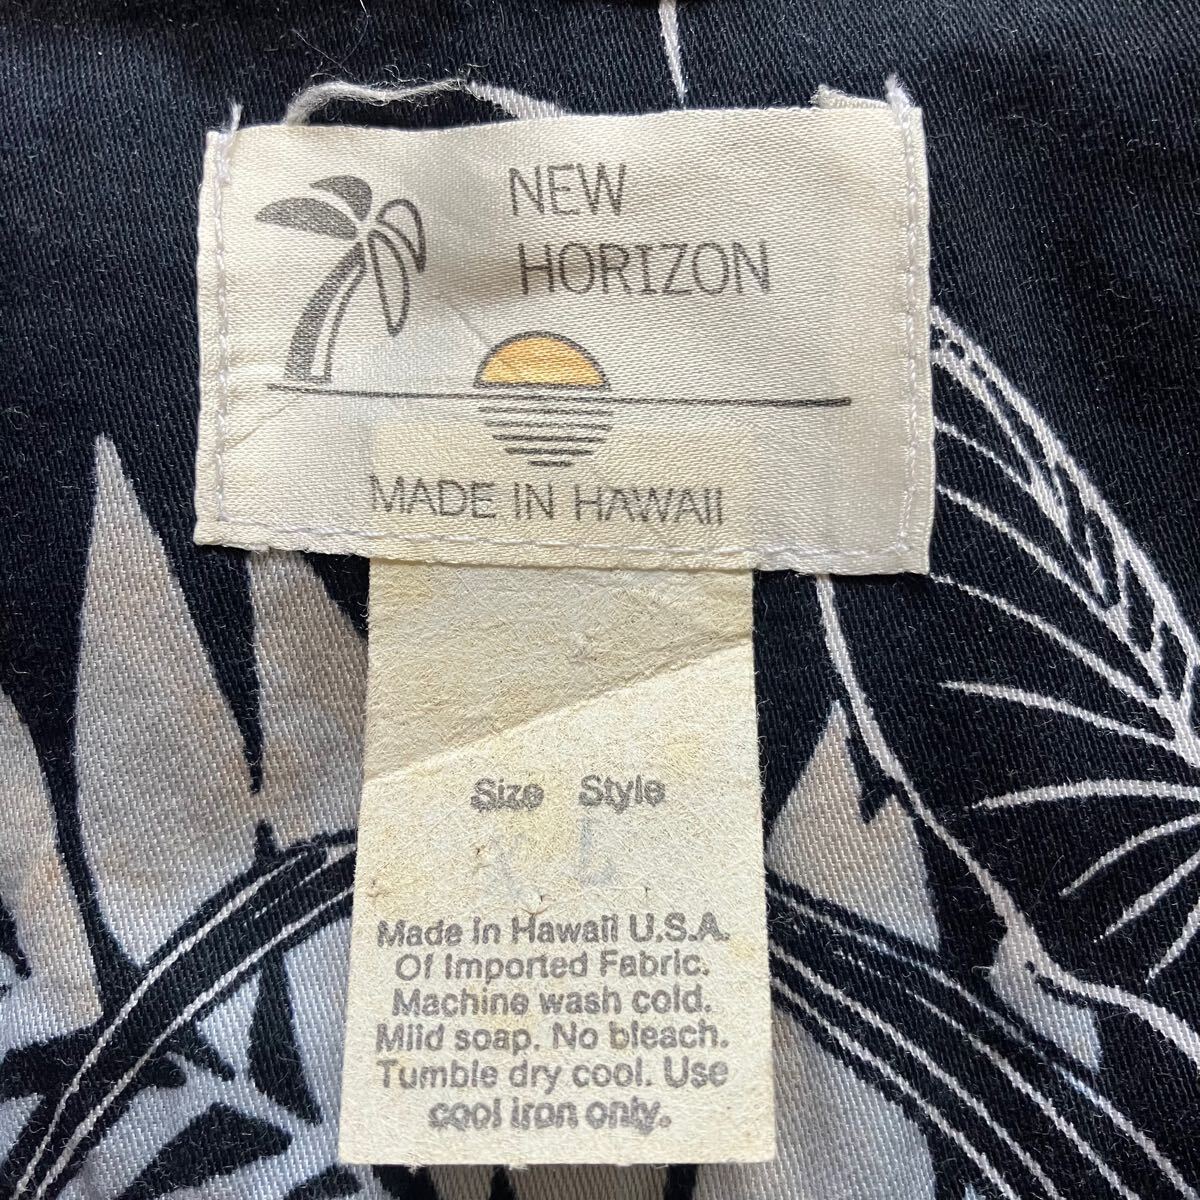 NEW
HORIZON
MADE IN HAWAII
Size Style
Made in Hawaii U.S.A.
Of Imported Fabric.
Machine wash cold.
Mild soap. No bleach.
Tumble dry cool. Use
cool iron only.